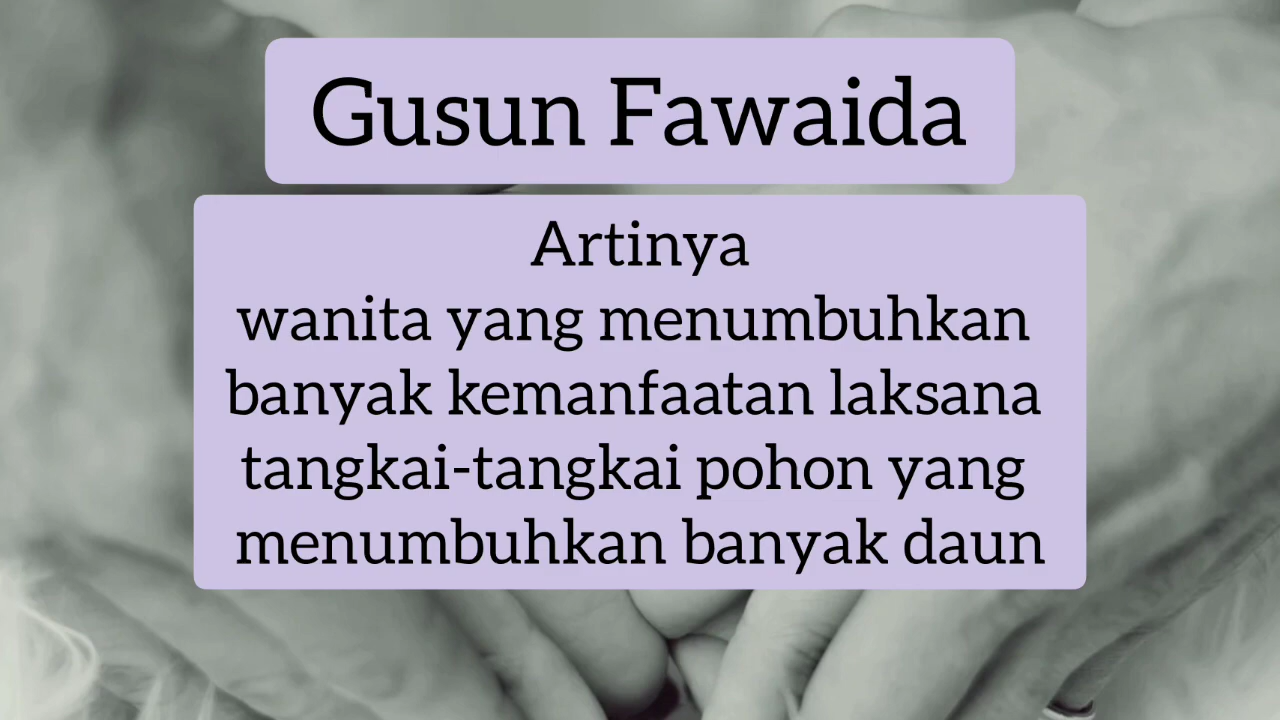 Gusun Fawaida
Artinya
wanita yang menumbuhkan
banyak kemanfaatan laksana
tangkai-tangkai pohon yang
menumbuhkan banyak daun